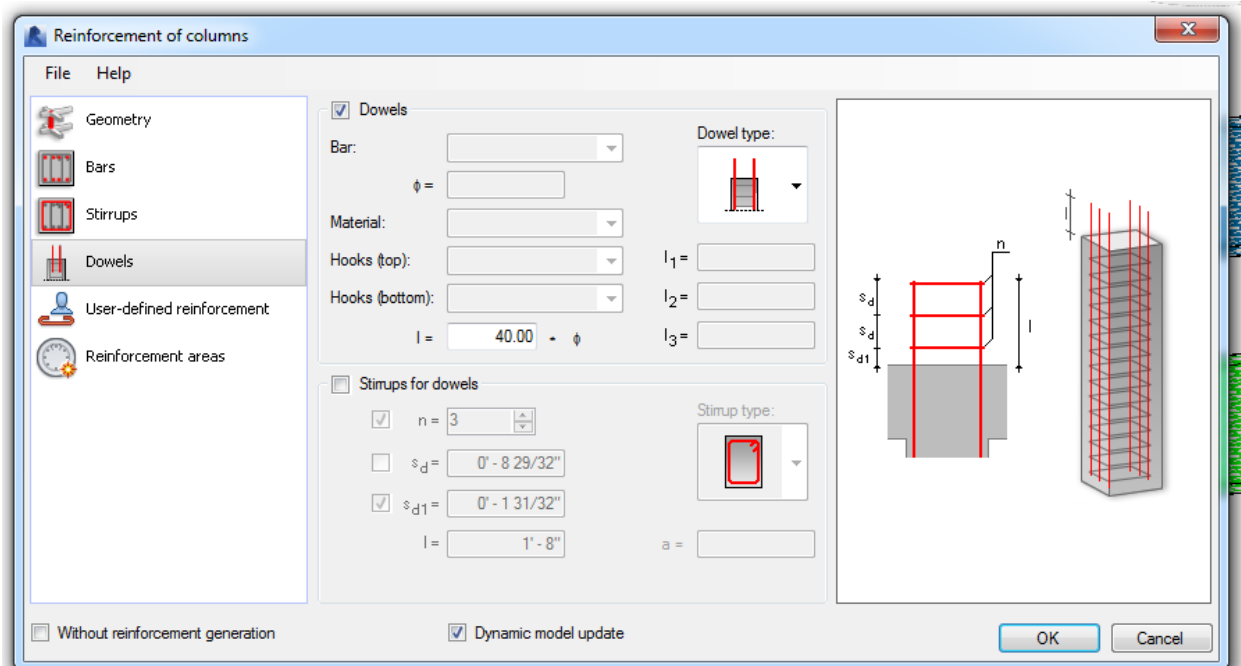 Reinforcement of columns
File Help
Geometry
Bars
Stirrups
Dowels
User-defined reinforcement
Reinforcement areas
Dowels
Bar:
ϕ =
Material:
Hooks (top):
Hooks (bottom):
l = 40.00 * ϕ
Dowel type:
l1 =
l2 =
l3 =
Stirrups for dowels
n = 3
sd = 0' - 8 29/32"
sd1 = 0' - 1 31/32"
l = 1' - 8"
Stirrup type:
a =
n
sd
sd
sd1
l
l
Without reinforcement generation
Dynamic model update
OK Cancel